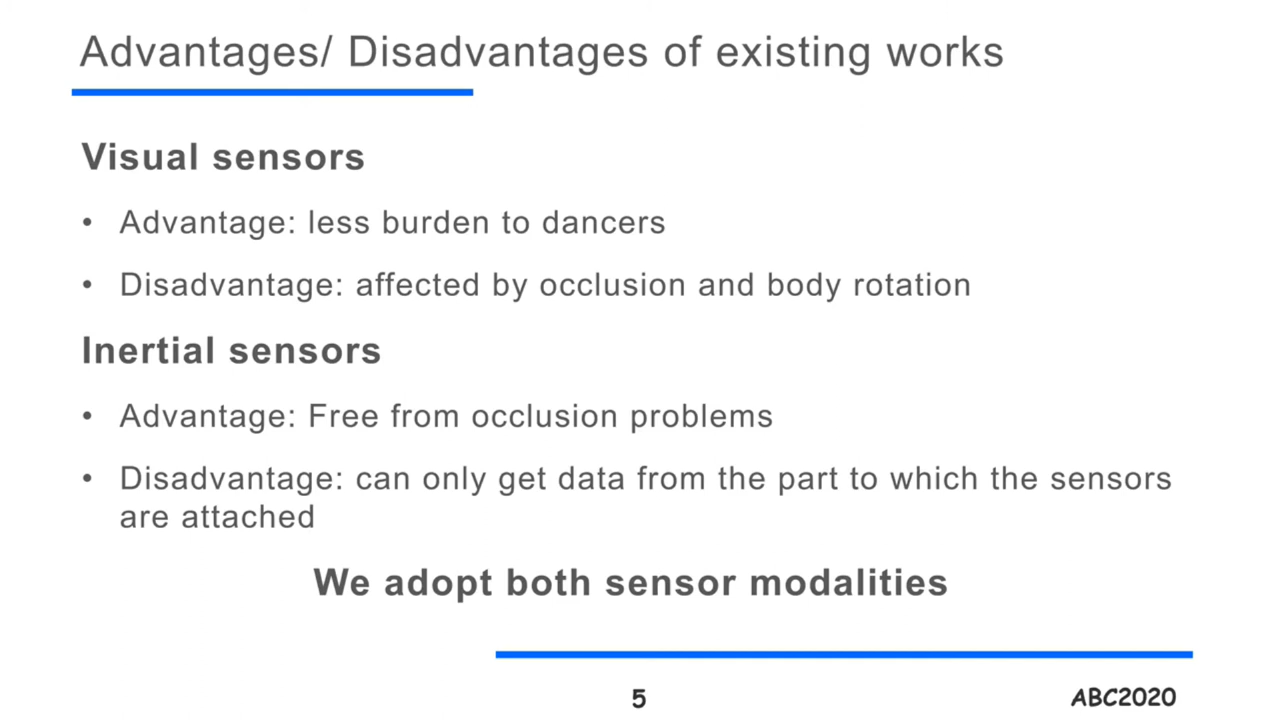 Advantages/ Disadvantages of existing works
Visual sensors
• Advantage: less burden to dancers
• Disadvantage: affected by occlusion and body rotation
Inertial sensors
• Advantage: Free from occlusion problems
• Disadvantage: can only get data from the part to which the sensors
are attached
We adopt both sensor modalities
5
ABC2020